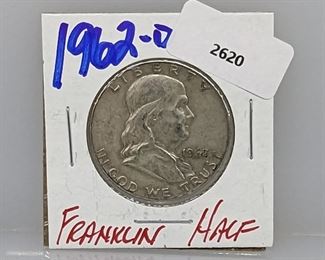 1962-D
2620
LIBERTY
IN GOD WE TRUST
FRANKLIN HALF